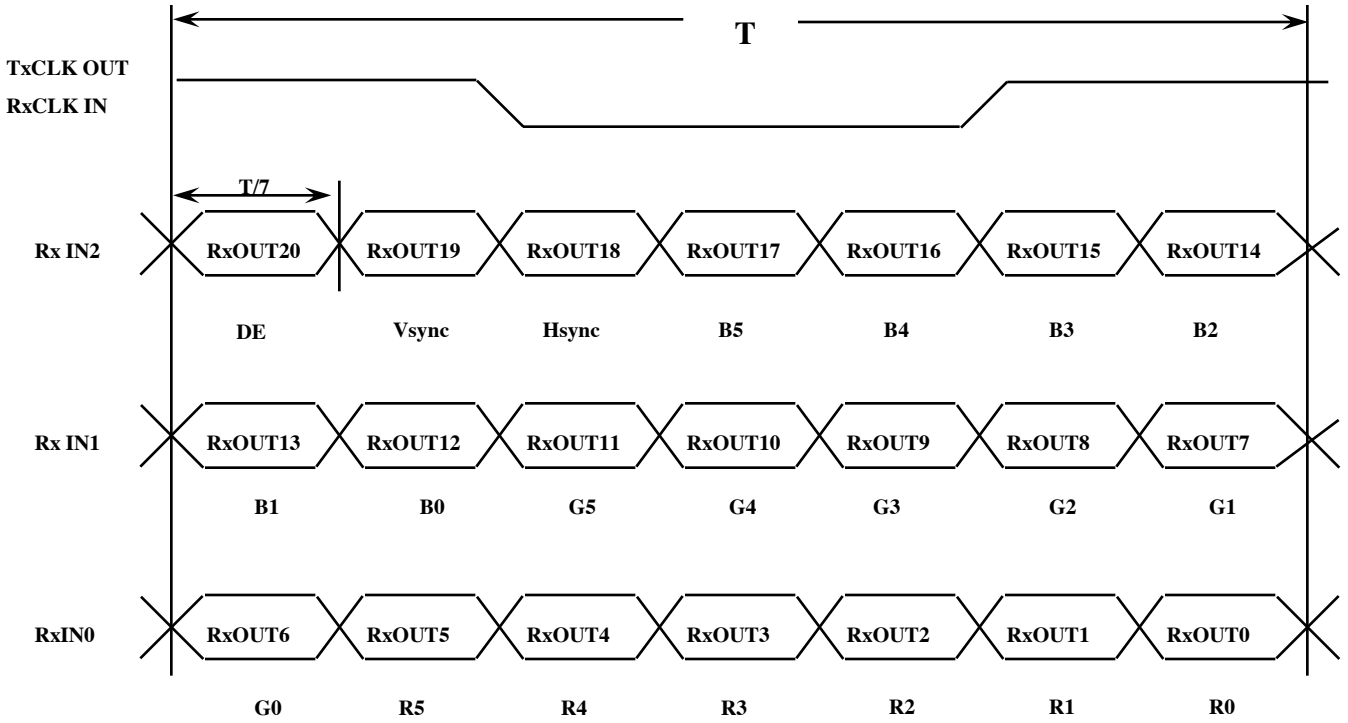 T
TxCLK OUT
RxCLK IN
T/7
Rx IN2 RxOUT20 RxOUT19 RxOUT18 RxOUT17 RxOUT16 RxOUT15 RxOUT14
DE Vsync Hsync B5 B4 B3 B2
Rx IN1 RxOUT13 RxOUT12 RxOUT11 RxOUT10 RxOUT9 RxOUT8 RxOUT7
B1 B0 G5 G4 G3 G2 G1
RxIN0 RxOUT6 RxOUT5 RxOUT4 RxOUT3 RxOUT2 RxOUT1 RxOUT0
G0 R5 R4 R3 R2 R1 R0